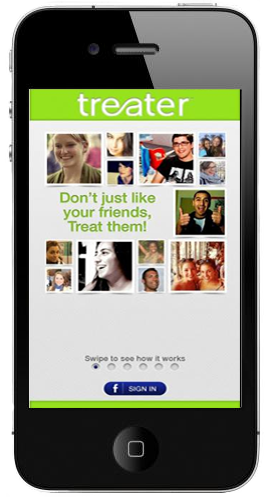 treater
Don't just like
your friends,
Treat them!
Swipe to see how it works
f SIGN IN